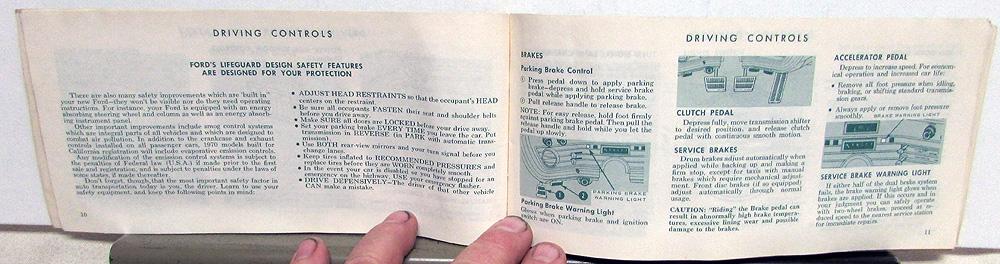 DRIVING CONTROLS
FORD'S LIFEGUARD DESIGN SAFETY FEATURES
ARE DESIGNED FOR YOUR PROTECTION
There are also many safety improvements which are "built in"
your new Ford—they won't be visible nor do they need operating
instructions. For instance, your Ford is equipped with an energy
absorbing steering wheel and column as well as an energy absorb-
ing instrument panel.
Other important improvements include smog control systems
which are integral parts of all vehicles and which are designed to
combat air pollution. In addition to the crankcase and exhaust
controls installed on all passenger cars, 1970 models built for
California registration will include evaporative emission controls.
Any modification of the emission control systems is subject to
the penalties of Federal law (U.S.A.) if made prior to the first
sale and registration, and is subject to penalties under the laws of
some states, if made thereafter.
Don't forget, though, that the most important safety factor in
auto transportation today is you, the driver. Learn to use your
safety equipment, and keep the following points in mind:
10
• ADJUST HEAD RESTRAINTS so that the occupant's HEAD
centers on the restraint.
• Be sure all occupants FASTEN their seat and shoulder belts
before you drive away.
• Make SURE all doors are LOCKED before your drive away.
• Set your parking brake EVERY TIME you leave the car. Put
transmission in REVERSE (in PARK with automatic trans-
mission).
• Use BOTH rear-view mirrors and your turn signal before you
change lanes.
• Keep tires inflated to RECOMMENDED PRESSURES and
replace tires before they are WORN completely smooth.
• In the event your car is disabled or you have stopped for an
emergency on the highway, USE your emergency flasher.
• DRIVE DEFENSIVELY—The driver of that other vehicle
CAN make a mistake.
DRIVING CONTROLS
BRAKES
Parking Brake Control
① Press pedal down to apply parking
brake—depress and hold service brake
pedal while applying parking brake.
② Pull release handle to release brake.
NOTE: For easy release, hold foot firmly
against parking brake pedal. Then pull the
release handle and hold while you let the
pedal up slowly.
PARKING BRAKE
WARNING LIGHT
Parking Brake Warning Light
Glows when parking brake and ignition
switch are ON.
CLUTCH PEDAL
Depress fully, move transmission shifter
to desired position, and release clutch
pedal with continuous smooth motion.
SERVICE BRAKES
Drum brakes adjust automatically when
applied while backing up and making a
firm stop, except for taxis with manual
brakes which require mechanical adjust-
ment. Front disc brakes (if so equipped)
adjust automatically through normal
usage.
CAUTION: "Riding" the Brake pedal can
result in abnormally high brake tempera-
tures, excessive lining wear and possible
damage to the brakes.
ACCELERATOR PEDAL
Depress to increase speed. For econom-
ical operation and increased car life:
• Remove all foot pressure when idling,
braking, or shifting standard transmis-
sion gears.
• Always apply or remove foot pressure
smoothly.
BRAKE WARNING LIGHT
SERVICE BRAKE WARNING LIGHT
If either half of the dual brake system
fails, the brake warning light glows when
brakes are applied. If this occurs and in
your judgment you can safely operate
with two-wheel brakes, proceed at re-
duced speed to the nearest service station
for immediate repairs.
11